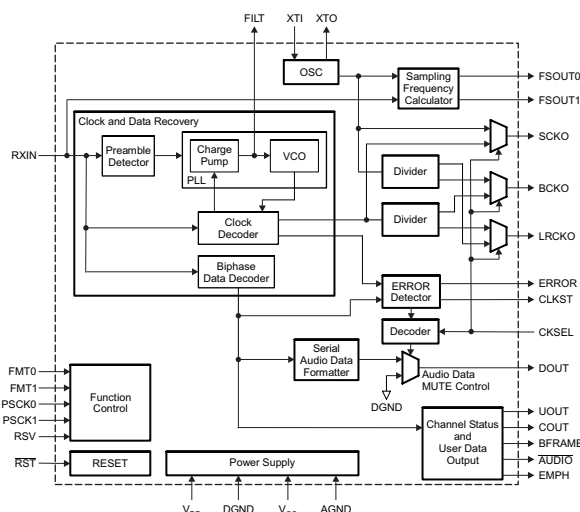 FILT XTI XTO
OSC
Sampling
Frequency
Calculator
FSOUT0
FSOUT1
Clock and Data Recovery
RXIN
Preamble
Detector
Charge
Pump
VCO
PLL
Clock
Decoder
Biphase
Data Decoder
SCKO
Divider
BCKO
Divider
LRCKO
ERROR
Detector
ERROR
CLKST
Decoder
CKSEL
Serial
Audio Data
Formatter
DOUT
Audio Data
MUTE Control
DGND
FMT0
FMT1
PSCK0
PSCK1
RSV
Function
Control
RST
RESET
Power Supply
Channel Status
and
User Data
Output
UOUT
COUT
BFRAME
AUDIO
EMPH
DGND AGND